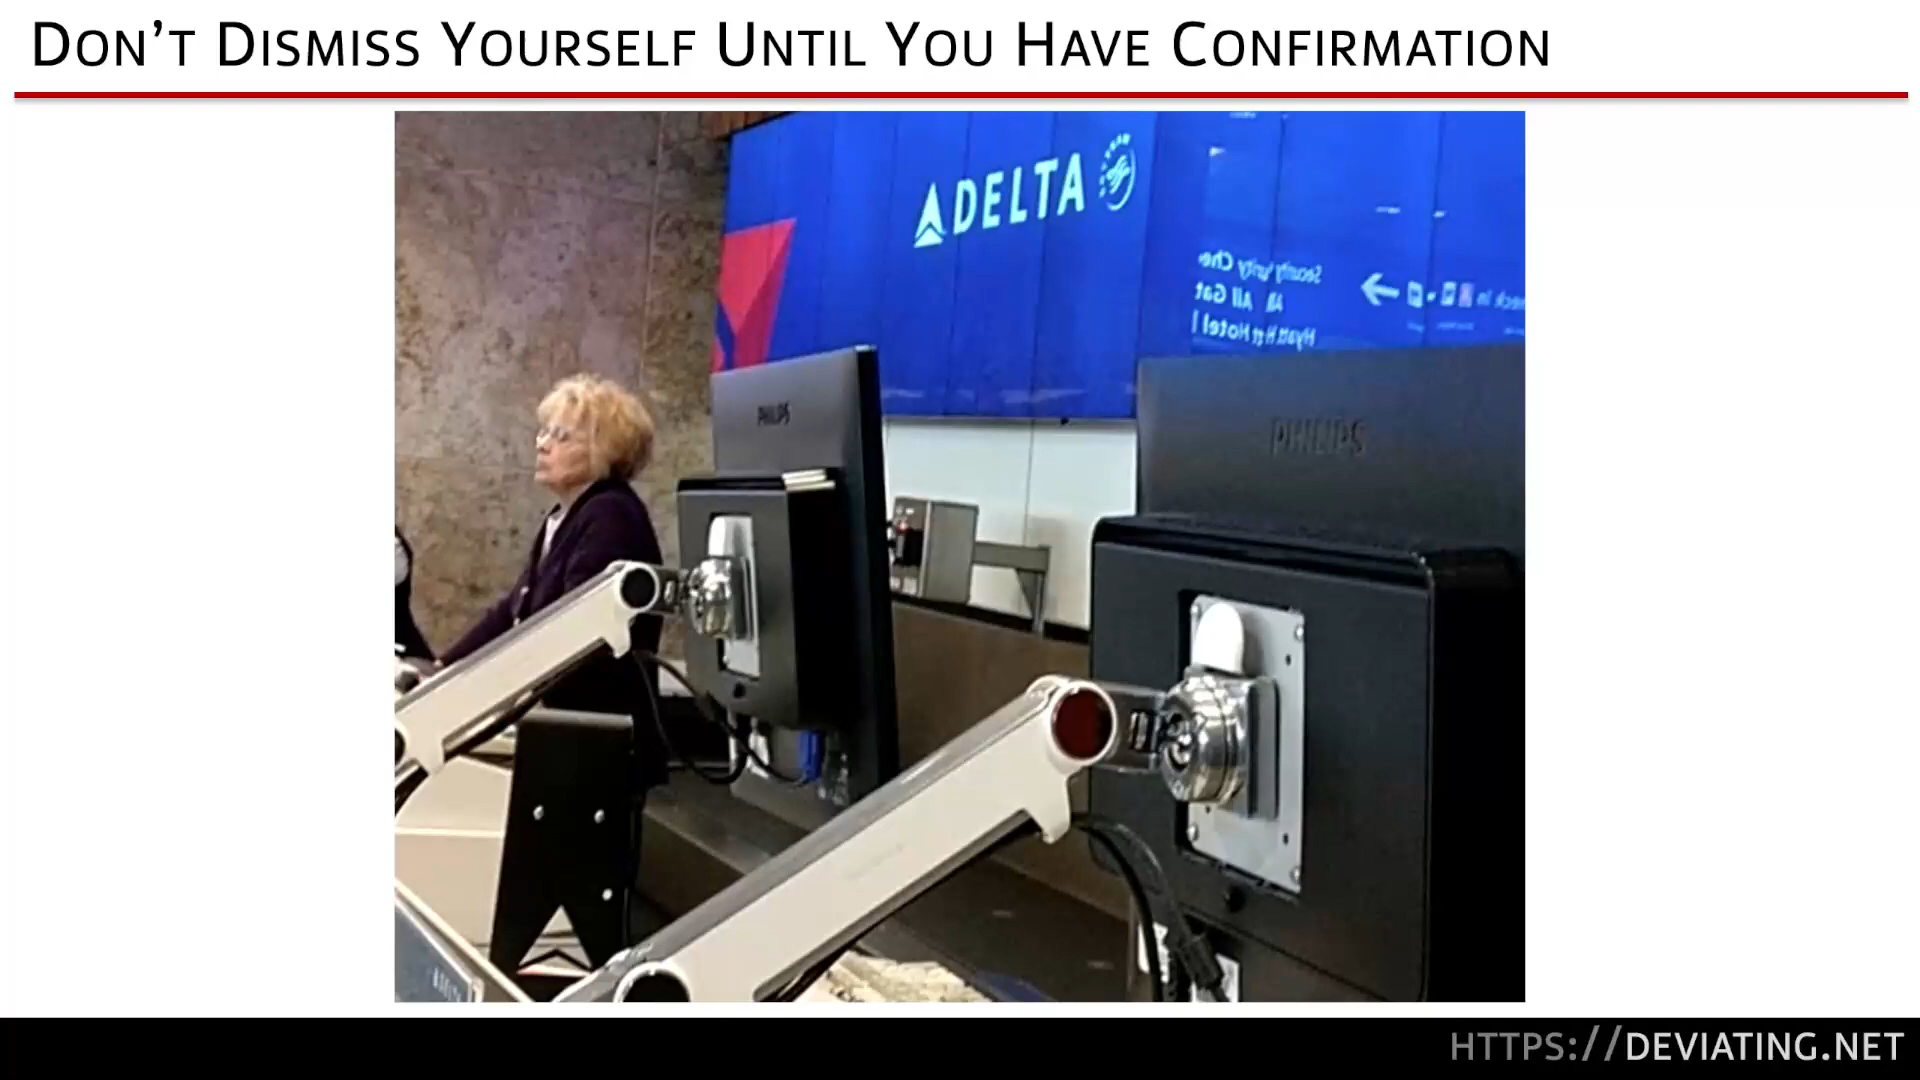 DON'T DISMISS YOURSELF UNTIL YOU HAVE CONFIRMATION
DELTA
PHILIPS
PHILIPS
HTTPS://DEVIATING.NET